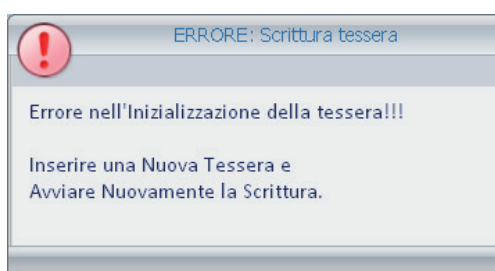 ERRORE: Scrittura tessera
Errore nell'Inizializzazione della tessera!!!
Inserire una Nuova Tessera e
Avviare Nuovamente la Scrittura.